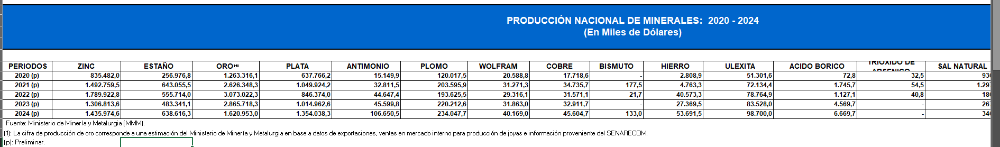 PRODUCCIÓN NACIONAL DE MINERALES: 2020 - 2024
(En Miles de Dólares)
PERIODOS ZINC ESTAÑO ORO⁽¹⁾ PLATA ANTIMONIO PLOMO WOLFRAM COBRE BISMUTO HIERRO ULEXITA ACIDO BORICO TRIOXIDO DE ARSENICO SAL NATURAL
2020 (p) 835.482,0 256.976,8 1.263.316,1 637.766,2 15.149,9 120.017,5 20.588,8 17.718,6 - 2.808,9 51.301,6 72,8 32,5
2021 (p) 1.492.759,5 643.055,5 2.626.348,3 1.049.924,2 32.811,5 203.595,9 31.271,3 34.735,7 177,5 4.763,3 72.134,4 1.745,7 54,5
2022 (p) 1.789.922,8 555.714,0 3.073.022,3 846.374,0 44.647,4 193.625,5 29.316,1 31.571,1 21,7 40.573,3 78.764,9 1.127,1 40,8
2023 (p) 1.306.813,6 483.341,1 2.865.718,3 1.014.962,6 45.599,8 220.212,6 31.863,0 32.911,7 - 27.369,5 83.528,0 4.569,7 -
2024 (p) 1.435.974,6 638.616,3 1.620.953,0 1.354.038,3 106.650,5 234.047,7 40.169,0 45.604,7 133,0 53.691,5 98.700,0 6.669,7 -
Fuente: Ministerio de Minería y Metalurgia (MMM).
(1): La cifra de producción de oro corresponde a una estimación del Ministerio de Minería y Metalurgia en base a datos de exportaciones, ventas en mercado interno para producción de joyas e información proveniente del SENARECOM.
(p): Preliminar.